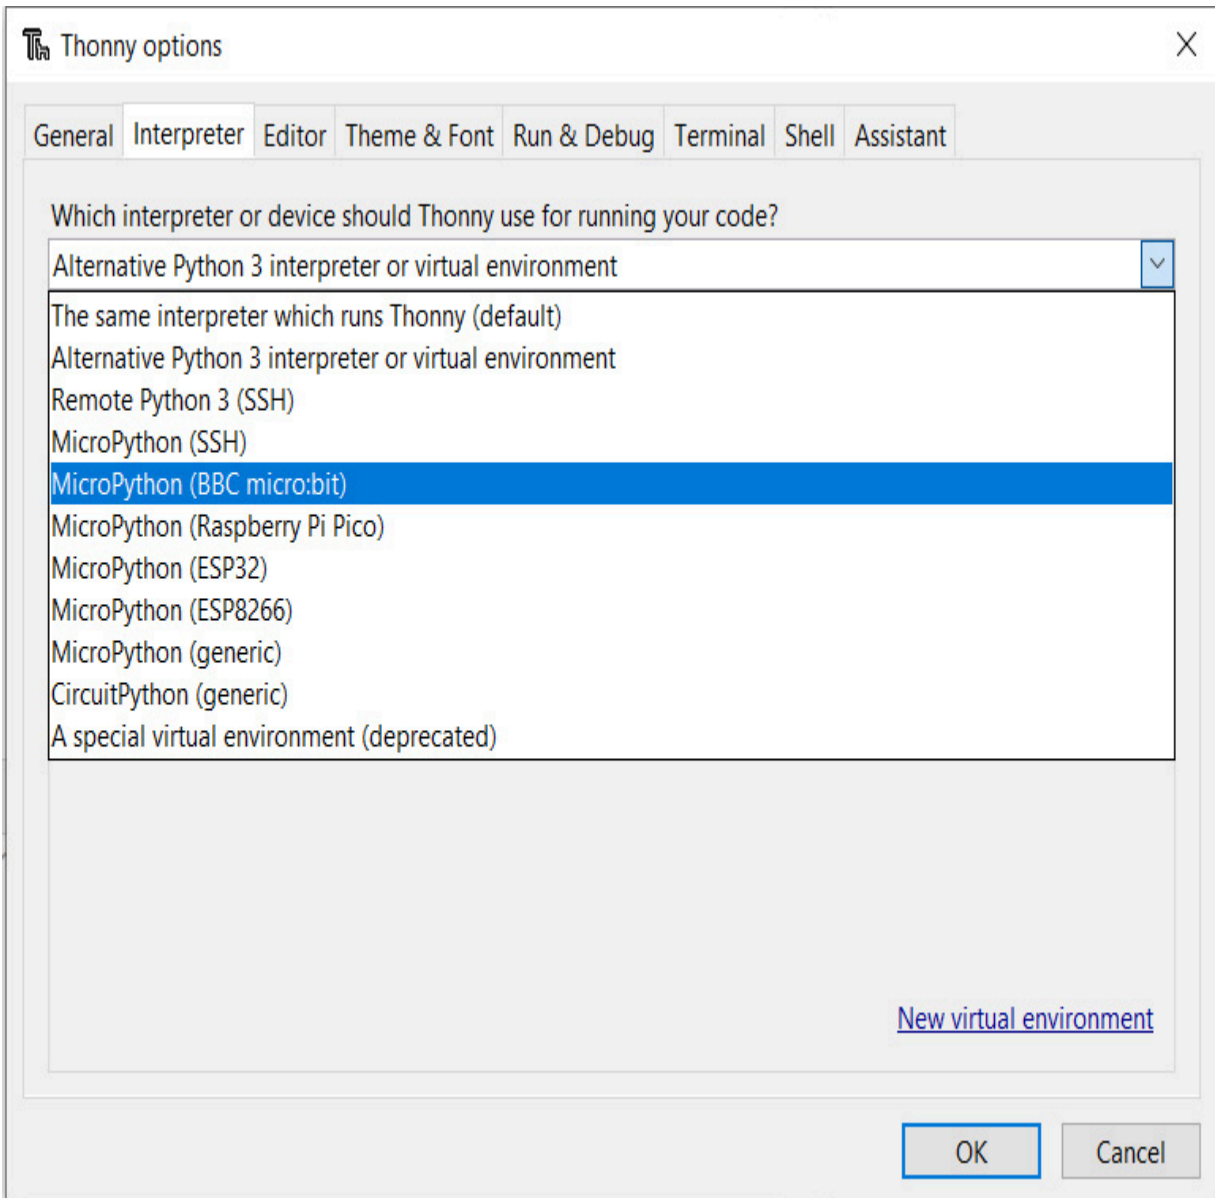 Thonny options
General Interpreter Editor Theme & Font Run & Debug Terminal Shell Assistant
Which interpreter or device should Thonny use for running your code?
Alternative Python 3 interpreter or virtual environment
The same interpreter which runs Thonny (default)
Alternative Python 3 interpreter or virtual environment
Remote Python 3 (SSH)
MicroPython (SSH)
MicroPython (BBC micro:bit)
MicroPython (Raspberry Pi Pico)
MicroPython (ESP32)
MicroPython (ESP8266)
MicroPython (generic)
CircuitPython (generic)
A special virtual environment (deprecated)
New virtual environment
OK Cancel